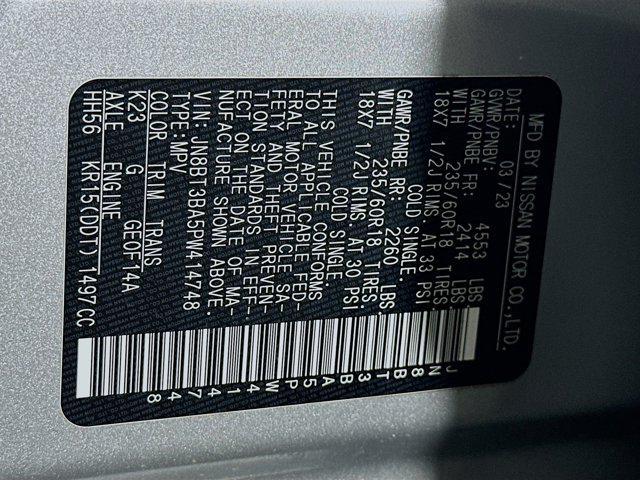 MFD BY NISSAN MOTOR CO.,LTD.
DATE: 03/23
GVWR/PNBV: 4553 LBS.
GAWR/PNBE FR: 2414 LBS.
WITH 235/60R18 TIRES,
18X7 1/2J RIMS, AT 33 PSI
COLD SINGLE.
GAWR/PNBE RR: 2260 LBS.
WITH 235/60R18 TIRES,
18X7 1/2J RIMS, AT 30 PSI
COLD SINGLE.
THIS VEHICLE CONFORMS
TO ALL APPLICABLE FED-
ERAL MOTOR VEHICLE SA-
FETY AND THEFT PREVEN-
TION STANDARDS IN EFF-
ECT ON THE DATE OF MA-
NUFACTURE SHOWN ABOVE.
VIN: JN8BT3BA5PW414748
TYPE: MPV
COLOR TRIM TRANS
K23 G GE0F14A
AXLE ENGINE
HH56 KR15(DDT) 1497CC
JN8BT3BA5PW414748